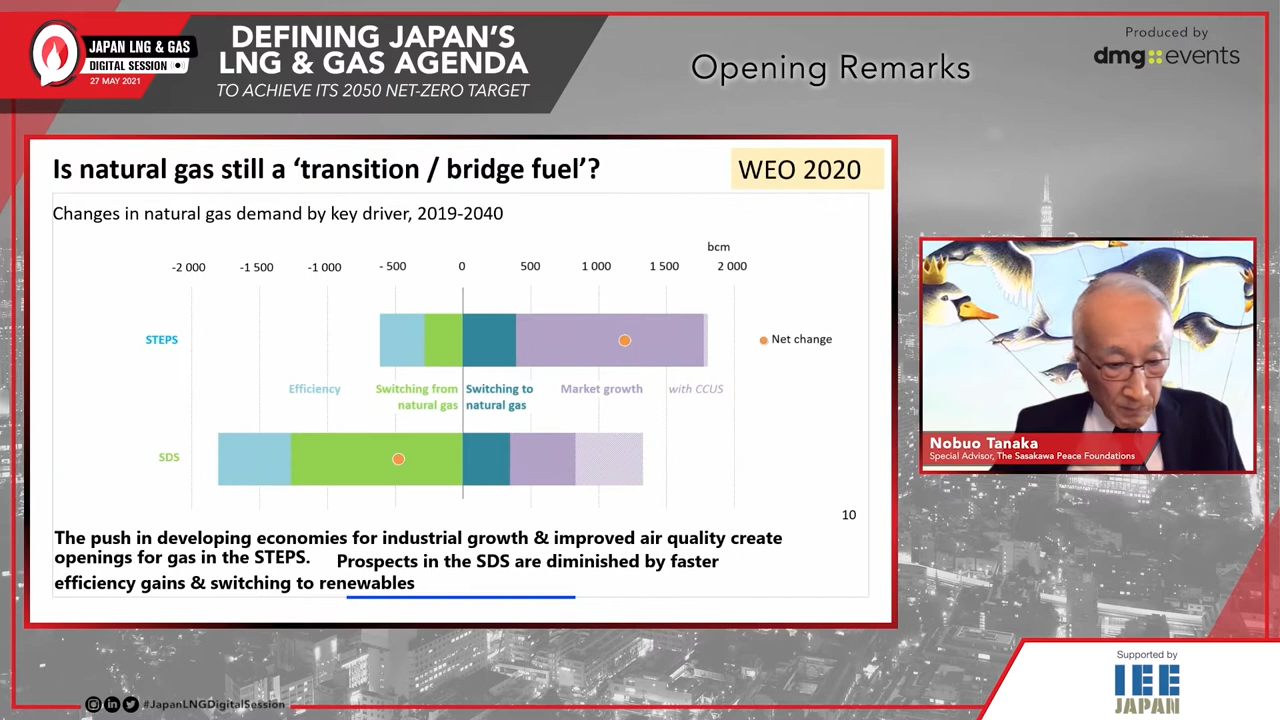 JAPAN LNG & GAS
DIGITAL SESSION
27 MAY 2021
DEFINING JAPAN'S
LNG & GAS AGENDA
TO ACHIEVE ITS 2050 NET-ZERO TARGET
Opening Remarks
Produced by
dmg::events
Is natural gas still a ‘transition / bridge fuel’?
WEO 2020
Changes in natural gas demand by key driver, 2019-2040
bcm
-2 000 -1 500 -1 000 - 500 0 500 1 000 1 500 2 000
STEPS
Net change
Efficiency Switching from Switching to Market growth with CCUS
natural gas natural gas
SDS
10
The push in developing economies for industrial growth & improved air quality create
openings for gas in the STEPS. Prospects in the SDS are diminished by faster
efficiency gains & switching to renewables
Nobuo Tanaka
Special Advisor, The Sasakawa Peace Foundations
Supported by
IEE
JAPAN
#JapanLNGDigitalSession